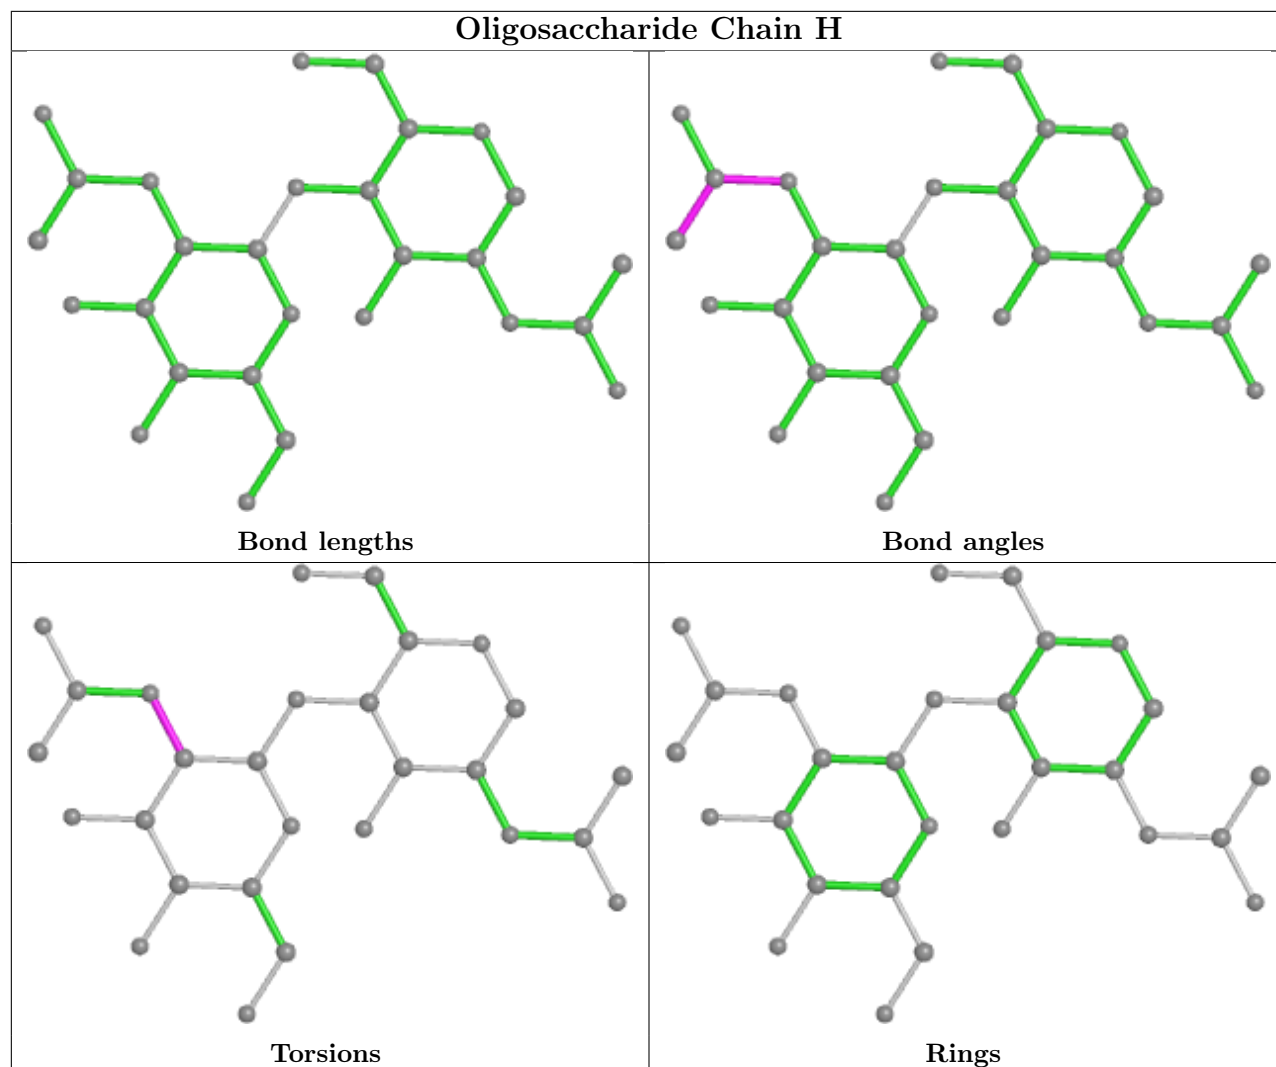 Oligosaccharide Chain H
Bond lengths
Bond angles
Torsions
Rings